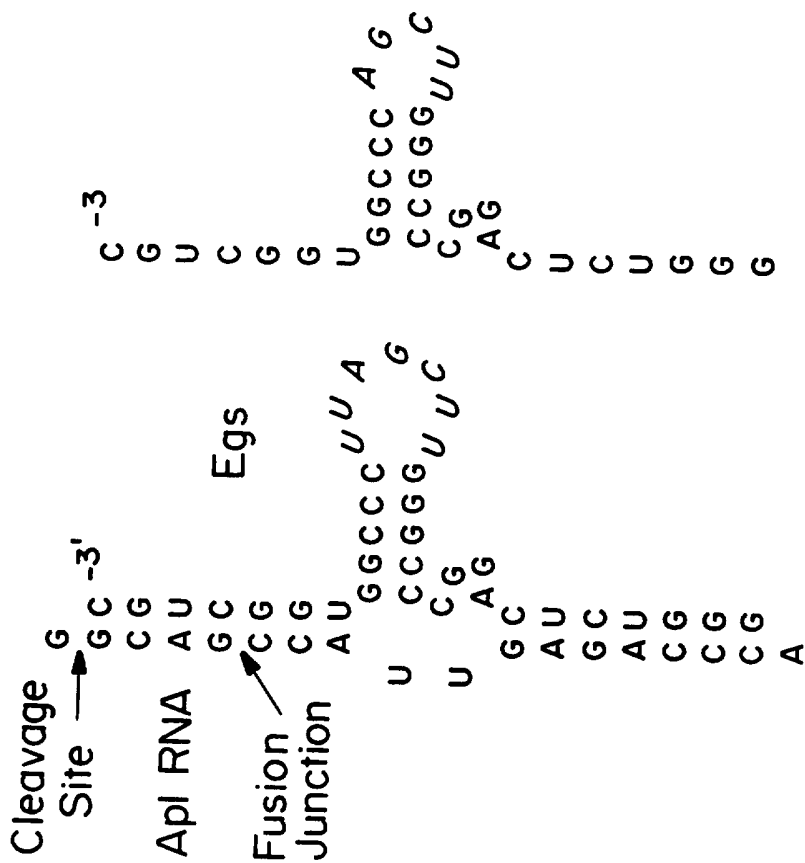 Cleavage
Site
Apl RNA
Fusion
Junction
Egs
G
G C -3'
C G
A U
G C
C G
C G
A U
G G C C C U U A G C
U C C G G G U U
U C G
A G
G C
A U
G C
A U
C G
C G
C G
A
C -3
G
U
C
G
G
U
G G C C C A G C
C C G G G U U
C G
A G
C
U
C
U
G
G
G